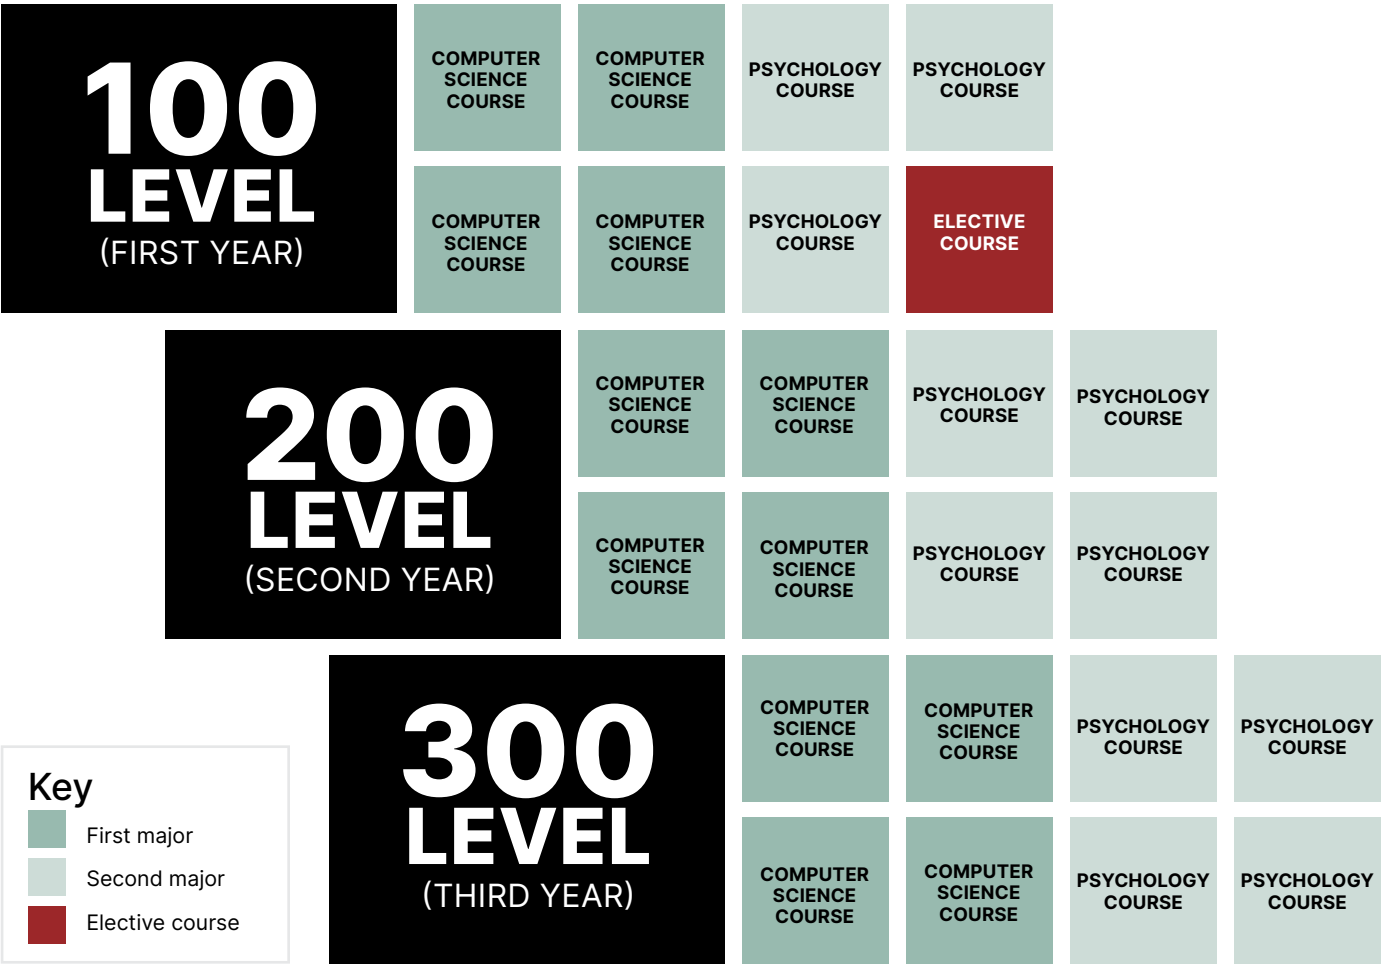 100
LEVEL
(FIRST YEAR)
COMPUTER
SCIENCE
COURSE
COMPUTER
SCIENCE
COURSE
PSYCHOLOGY
COURSE
PSYCHOLOGY
COURSE
COMPUTER
SCIENCE
COURSE
COMPUTER
SCIENCE
COURSE
PSYCHOLOGY
COURSE
ELECTIVE
COURSE
200
LEVEL
(SECOND YEAR)
COMPUTER
SCIENCE
COURSE
COMPUTER
SCIENCE
COURSE
PSYCHOLOGY
COURSE
PSYCHOLOGY
COURSE
COMPUTER
SCIENCE
COURSE
COMPUTER
SCIENCE
COURSE
PSYCHOLOGY
COURSE
PSYCHOLOGY
COURSE
300
LEVEL
(THIRD YEAR)
COMPUTER
SCIENCE
COURSE
COMPUTER
SCIENCE
COURSE
PSYCHOLOGY
COURSE
PSYCHOLOGY
COURSE
COMPUTER
SCIENCE
COURSE
COMPUTER
SCIENCE
COURSE
PSYCHOLOGY
COURSE
PSYCHOLOGY
COURSE
Key
First major
Second major
Elective course